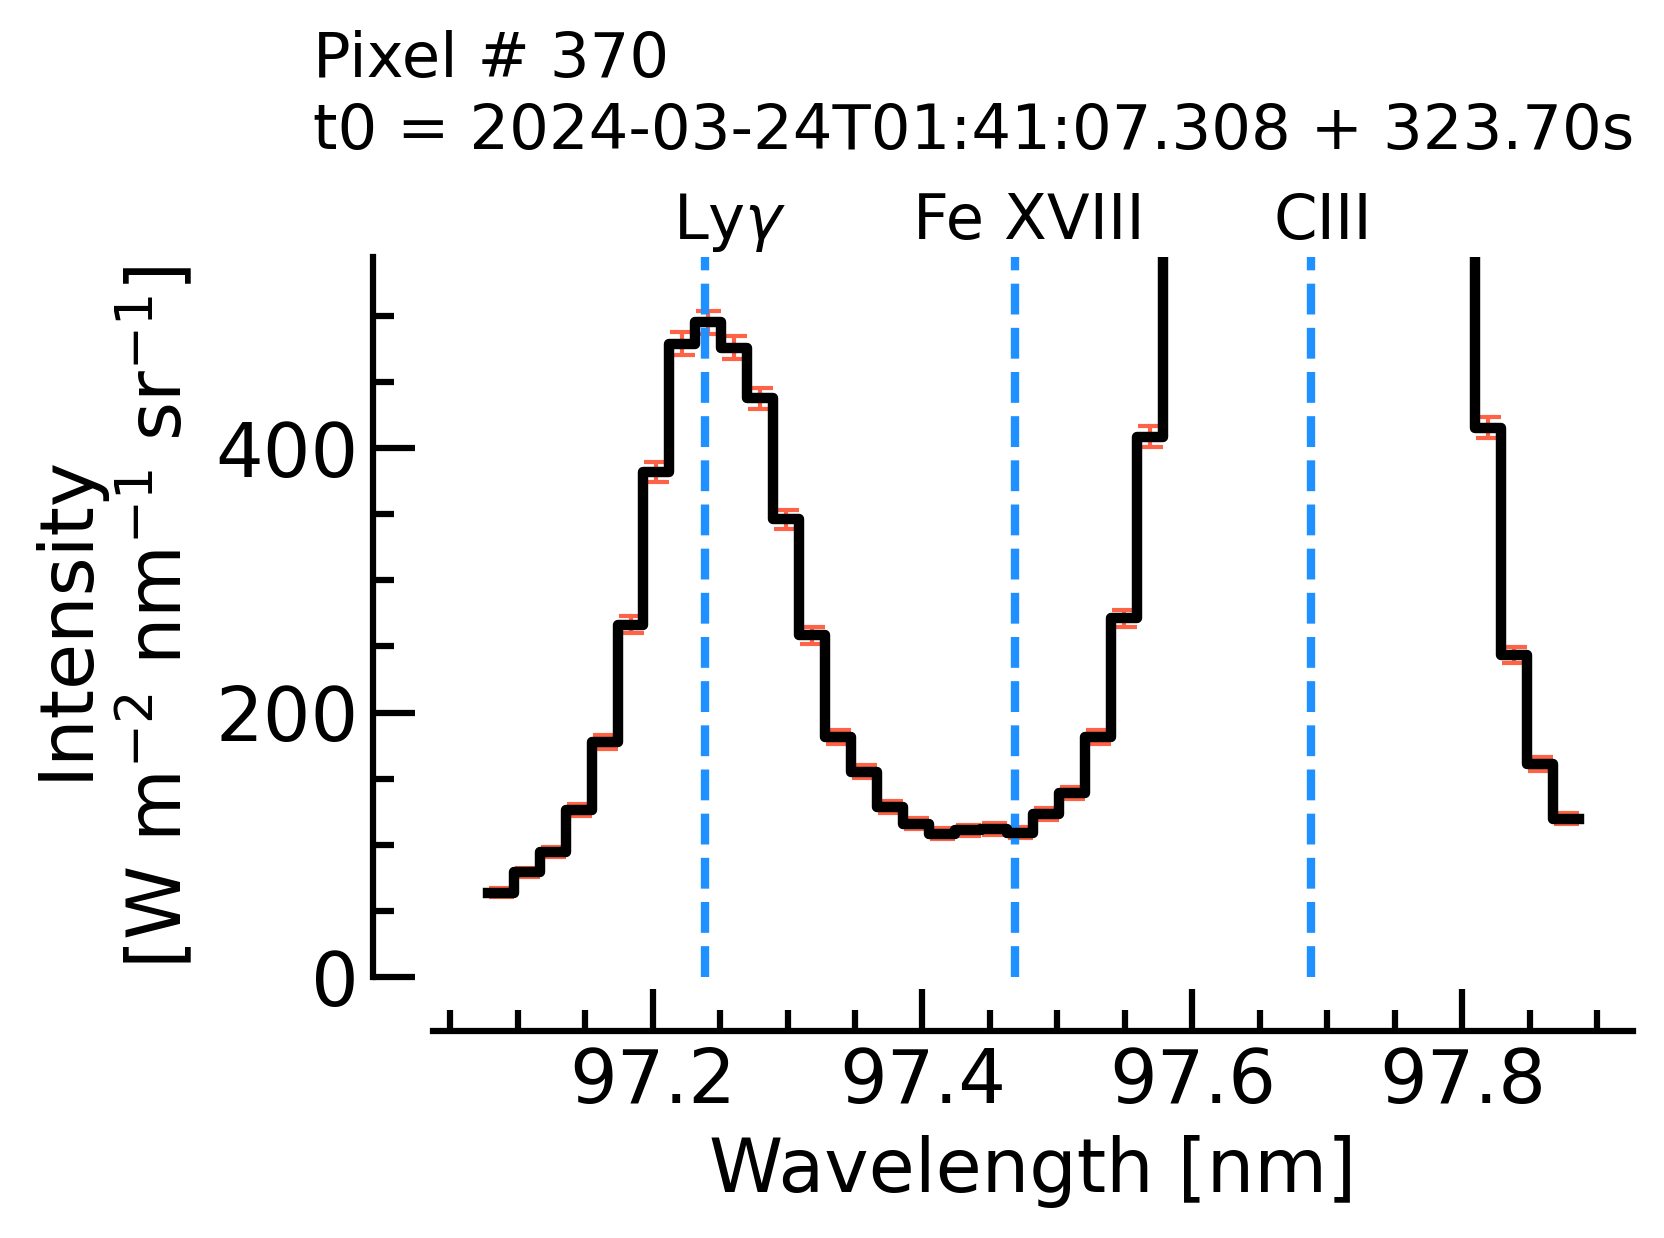 Pixel # 370
t0 = 2024-03-24T01:41:07.308 + 323.70s
Lyγ Fe XVIII CIII
Intensity
[W m⁻² nm⁻¹ sr⁻¹]
400
200
0
97.2 97.4 97.6 97.8
Wavelength [nm]